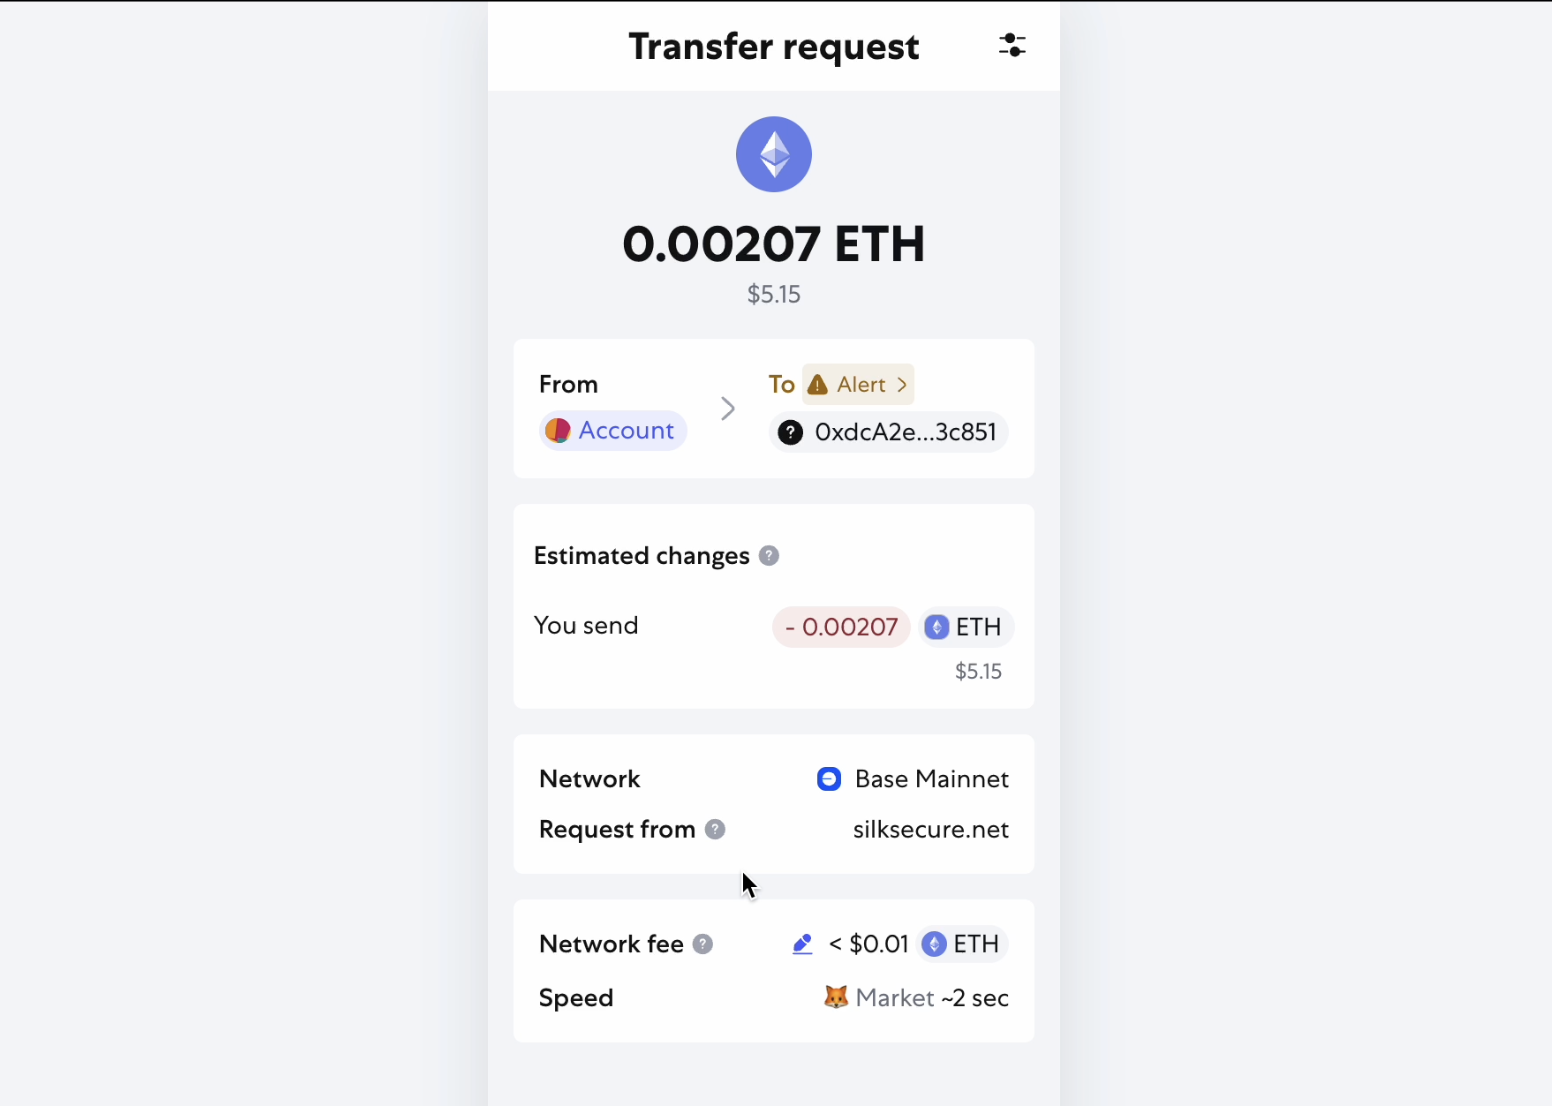 Transfer request
0.00207 ETH
$5.15
From
Account
To Alert
0xdcA2e...3c851
Estimated changes
You send - 0.00207 ETH
$5.15
Network Base Mainnet
Request from silksecure.net
Network fee < $0.01 ETH
Speed Market ~2 sec